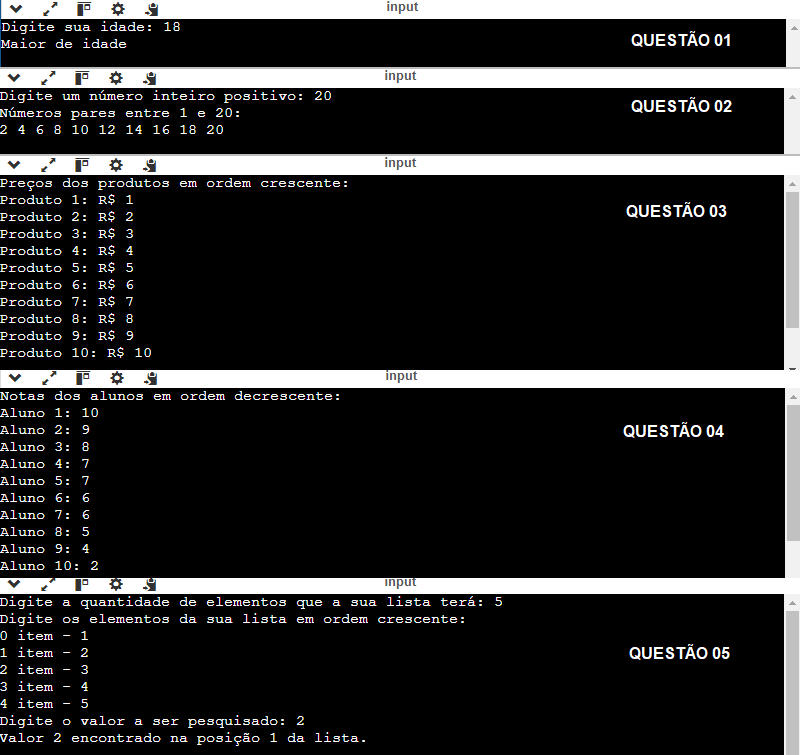 input
Digite sua idade: 18
Maior de idade
QUESTÃO 01
input
Digite um número inteiro positivo: 20
QUESTÃO 02
Números pares entre 1 e 20:
2 4 6 8 10 12 14 16 18 20
input
Preços dos produtos em ordem crescente:
Produto 1: R$ 1
QUESTÃO 03
Produto 2: R$ 2
Produto 3: R$ 3
Produto 4: R$ 4
Produto 5: R$ 5
Produto 6: R$ 6
Produto 7: R$ 7
Produto 8: R$ 8
Produto 9: R$ 9
Produto 10: R$ 10
input
Notas dos alunos em ordem decrescente:
Aluno 1: 10
Aluno 2: 9
QUESTÃO 04
Aluno 3: 8
Aluno 4: 7
Aluno 5: 7
Aluno 6: 6
Aluno 7: 6
Aluno 8: 5
Aluno 9: 4
Aluno 10: 2
input
Digite a quantidade de elementos que a sua lista terá: 5
Digite os elementos da sua lista em ordem crescente:
0 item - 1
1 item - 2
QUESTÃO 05
2 item - 3
3 item - 4
4 item - 5
Digite o valor a ser pesquisado: 2
Valor 2 encontrado na posição 1 da lista.